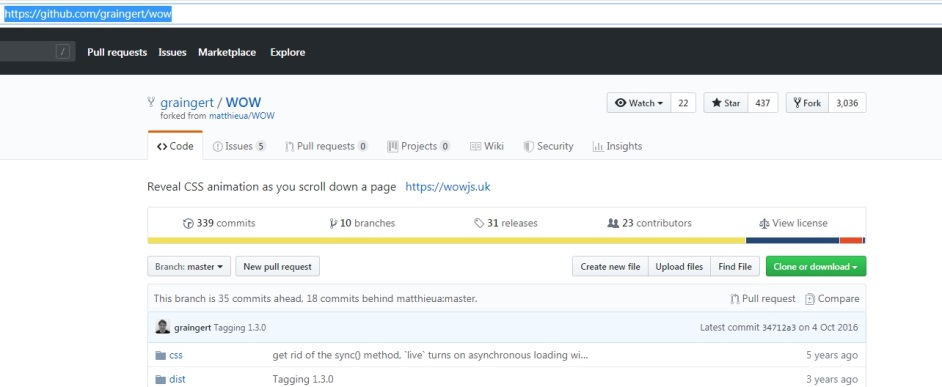 https://github.com/graingert/wow
/ Pull requests Issues Marketplace Explore
graingert / WOW Watch 22 Star 437 Fork 3,036
forked from matthieua/WOW
Code Issues 5 Pull requests 0 Projects 0 Wiki Security Insights
Reveal CSS animation as you scroll down a page https://wowjs.uk
339 commits 10 branches 31 releases 23 contributors View license
Branch: master New pull request Create new file Upload files Find File Clone or download
This branch is 35 commits ahead, 18 commits behind matthieua:master. Pull request Compare
graingert Tagging 1.3.0 Latest commit 34712a3 on 4 Oct 2016
css get rid of the sync() method, `live` turns on asynchronous loading wi... 5 years ago
dist Tagging 1.3.0 3 years ago